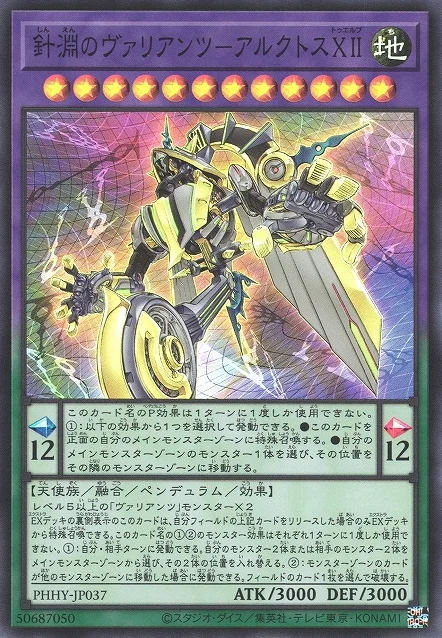 針淵のヴァリアンツ－アルクトスⅫ
地
12
12
このカード名のP効果は1ターンに1度しか使用できない。
①:以下の効果から1つを選択して発動できる。●このカードを
正面の自分のメインモンスターゾーンに特殊召喚する。●自分の
メインモンスターゾーンのモンスター1体を選び、その位置を
その隣のモンスターゾーンに移動する。
【天使族／融合／ペンデュラム／効果】
レベル5以上の「ヴァリアンツ」モンスター×2
EXデッキの裏側表示のこのカードは、自分フィールドの上記カードをリリースした場合のみEXデッキ
から特殊召喚できる。このカード名の①②のモンスター効果はそれぞれ1ターンに1度しか使用できな
い。①:自分・相手ターンに発動できる。自分のモンスター2体または相手のモンスター2体を
メインモンスターゾーンから選び、その2体の位置を入れ替える。②:モンスターゾーンのカード
が他のモンスターゾーンに移動した場合に発動できる。フィールドのカード1枚を選んで破壊する。
PHHY-JP037
ATK/3000 DEF/3000
50687050
©スタジオ・ダイス／集英社・テレビ東京・KONAMI